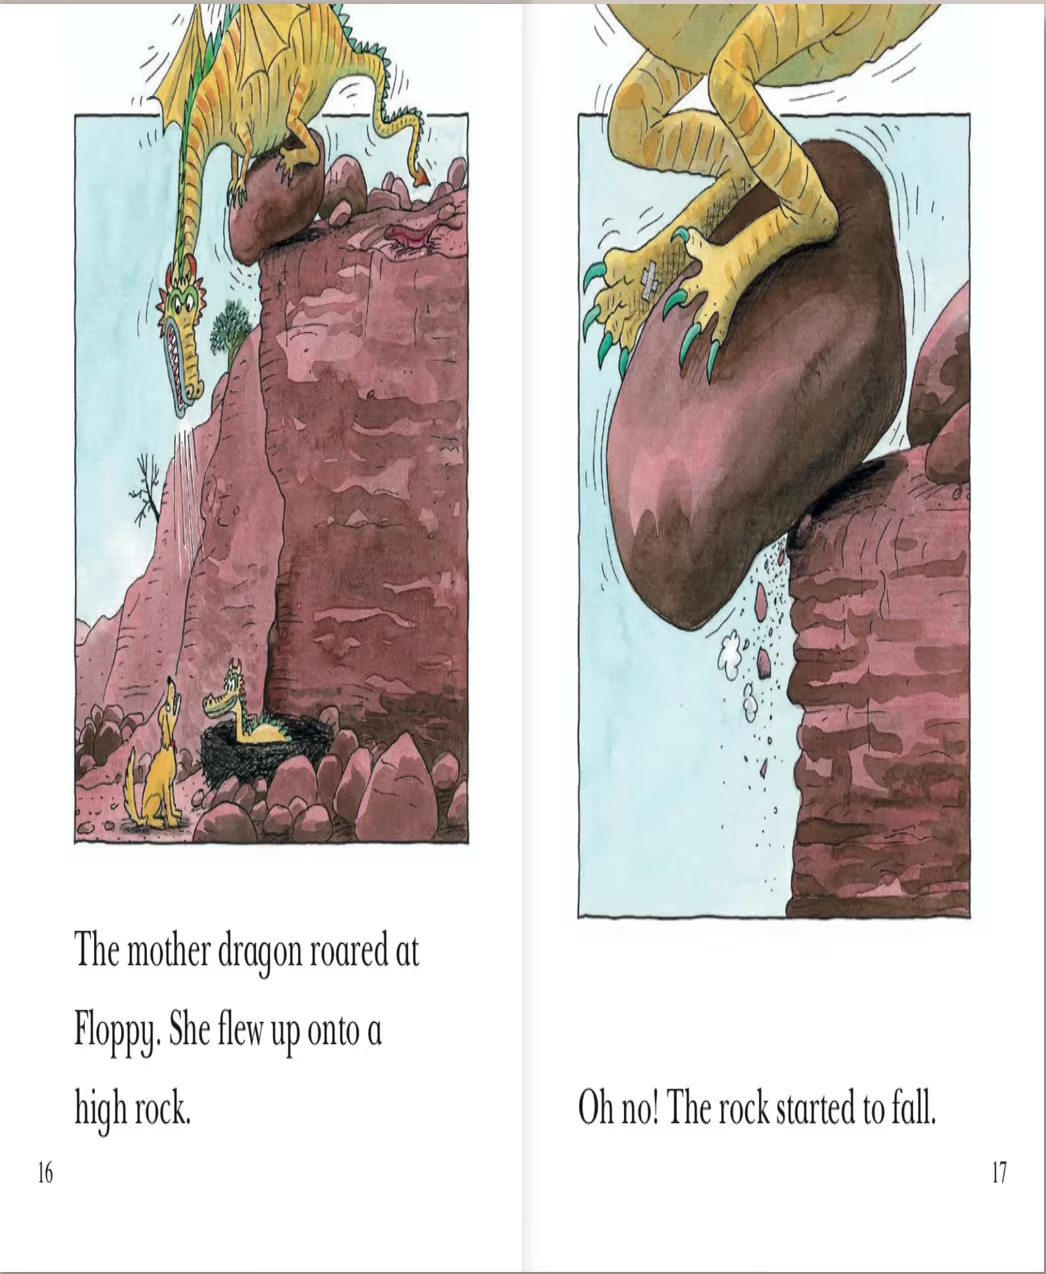 The mother dragon roared at
Floppy. She flew up onto a
high rock.
16
Oh no! The rock started to fall.
17